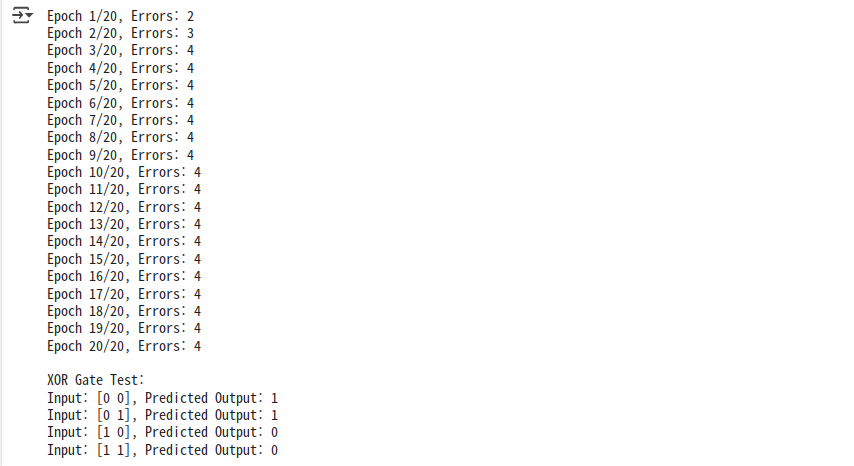 Epoch 1/20, Errors: 2
Epoch 2/20, Errors: 3
Epoch 3/20, Errors: 4
Epoch 4/20, Errors: 4
Epoch 5/20, Errors: 4
Epoch 6/20, Errors: 4
Epoch 7/20, Errors: 4
Epoch 8/20, Errors: 4
Epoch 9/20, Errors: 4
Epoch 10/20, Errors: 4
Epoch 11/20, Errors: 4
Epoch 12/20, Errors: 4
Epoch 13/20, Errors: 4
Epoch 14/20, Errors: 4
Epoch 15/20, Errors: 4
Epoch 16/20, Errors: 4
Epoch 17/20, Errors: 4
Epoch 18/20, Errors: 4
Epoch 19/20, Errors: 4
Epoch 20/20, Errors: 4

XOR Gate Test:
Input: [0 0], Predicted Output: 1
Input: [0 1], Predicted Output: 1
Input: [1 0], Predicted Output: 0
Input: [1 1], Predicted Output: 0